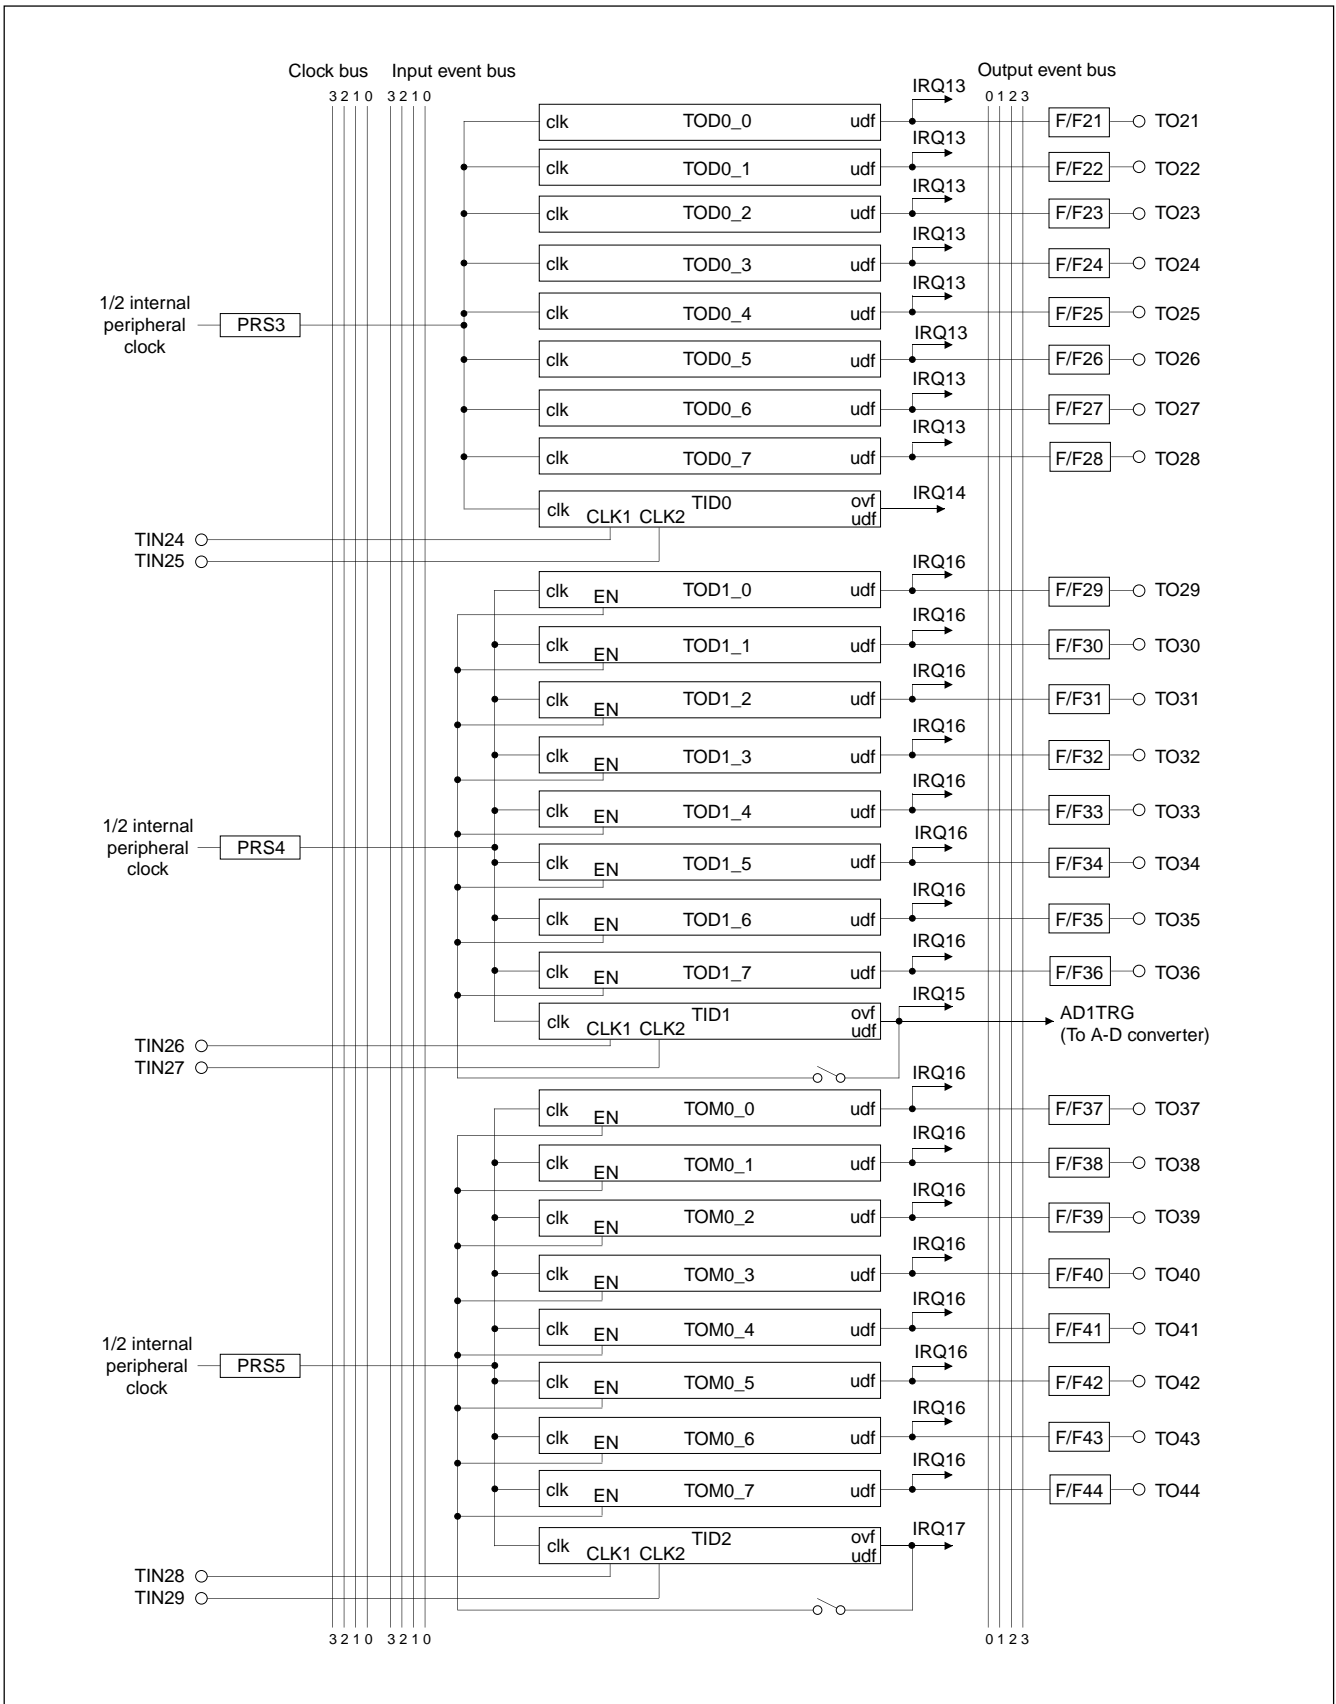 Clock bus Input event bus Output event bus
3 2 1 0 3 2 1 0 0 1 2 3
IRQ13
clk TOD0_0 udf F/F21 TO21
IRQ13
clk TOD0_1 udf F/F22 TO22
IRQ13
clk TOD0_2 udf F/F23 TO23
IRQ13
clk TOD0_3 udf F/F24 TO24
IRQ13
1/2 internal
peripheral
clock
PRS3
clk TOD0_4 udf F/F25 TO25
IRQ13
clk TOD0_5 udf F/F26 TO26
IRQ13
clk TOD0_6 udf F/F27 TO27
IRQ13
clk TOD0_7 udf F/F28 TO28
clk CLK1 CLK2 TID0 ovf udf IRQ14
TIN24
TIN25
IRQ16
clk EN TOD1_0 udf F/F29 TO29
IRQ16
clk EN TOD1_1 udf F/F30 TO30
IRQ16
clk EN TOD1_2 udf F/F31 TO31
IRQ16
clk EN TOD1_3 udf F/F32 TO32
IRQ16
clk EN TOD1_4 udf F/F33 TO33
1/2 internal
peripheral
clock
PRS4
IRQ16
clk EN TOD1_5 udf F/F34 TO34
IRQ16
clk EN TOD1_6 udf F/F35 TO35
IRQ16
clk EN TOD1_7 udf F/F36 TO36
IRQ15
clk CLK1 CLK2 TID1 ovf udf AD1TRG
(To A-D converter)
TIN26
TIN27
IRQ16
clk EN TOM0_0 udf F/F37 TO37
IRQ16
clk EN TOM0_1 udf F/F38 TO38
IRQ16
clk EN TOM0_2 udf F/F39 TO39
IRQ16
clk EN TOM0_3 udf F/F40 TO40
IRQ16
clk EN TOM0_4 udf F/F41 TO41
1/2 internal
peripheral
clock
PRS5
IRQ16
clk EN TOM0_5 udf F/F42 TO42
IRQ16
clk EN TOM0_6 udf F/F43 TO43
IRQ16
clk EN TOM0_7 udf F/F44 TO44
clk CLK1 CLK2 TID2 ovf udf IRQ17
TIN28
TIN29
3 2 1 0 3 2 1 0 0 1 2 3